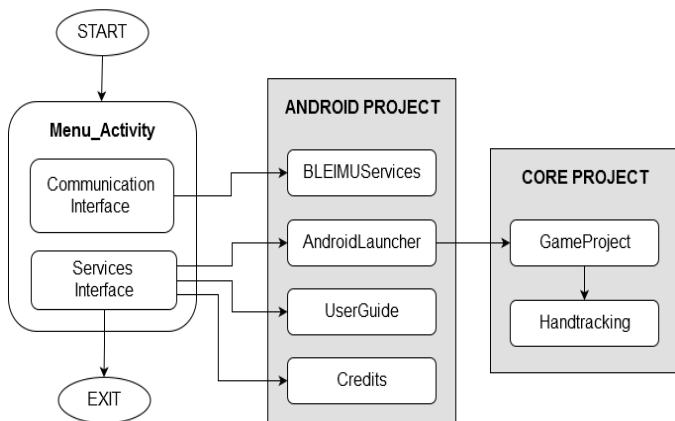 START
Menu_Activity
Communication
Interface
Services
Interface
EXIT
ANDROID PROJECT
BLEIMUServices
AndroidLauncher
UserGuide
Credits
CORE PROJECT
GameProject
Handtracking